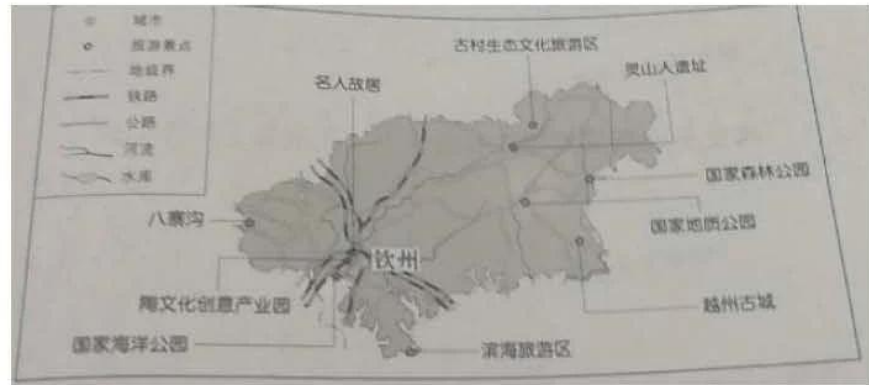 城市
旅游景点
地级界
铁路
公路
河流
水库
古村生态文化旅游区
灵山人遗址
名人故居
国家森林公园
八寨沟
国家地质公园
钦州
陶文化创意产业园
越州古城
国家海洋公园
滨海旅游区